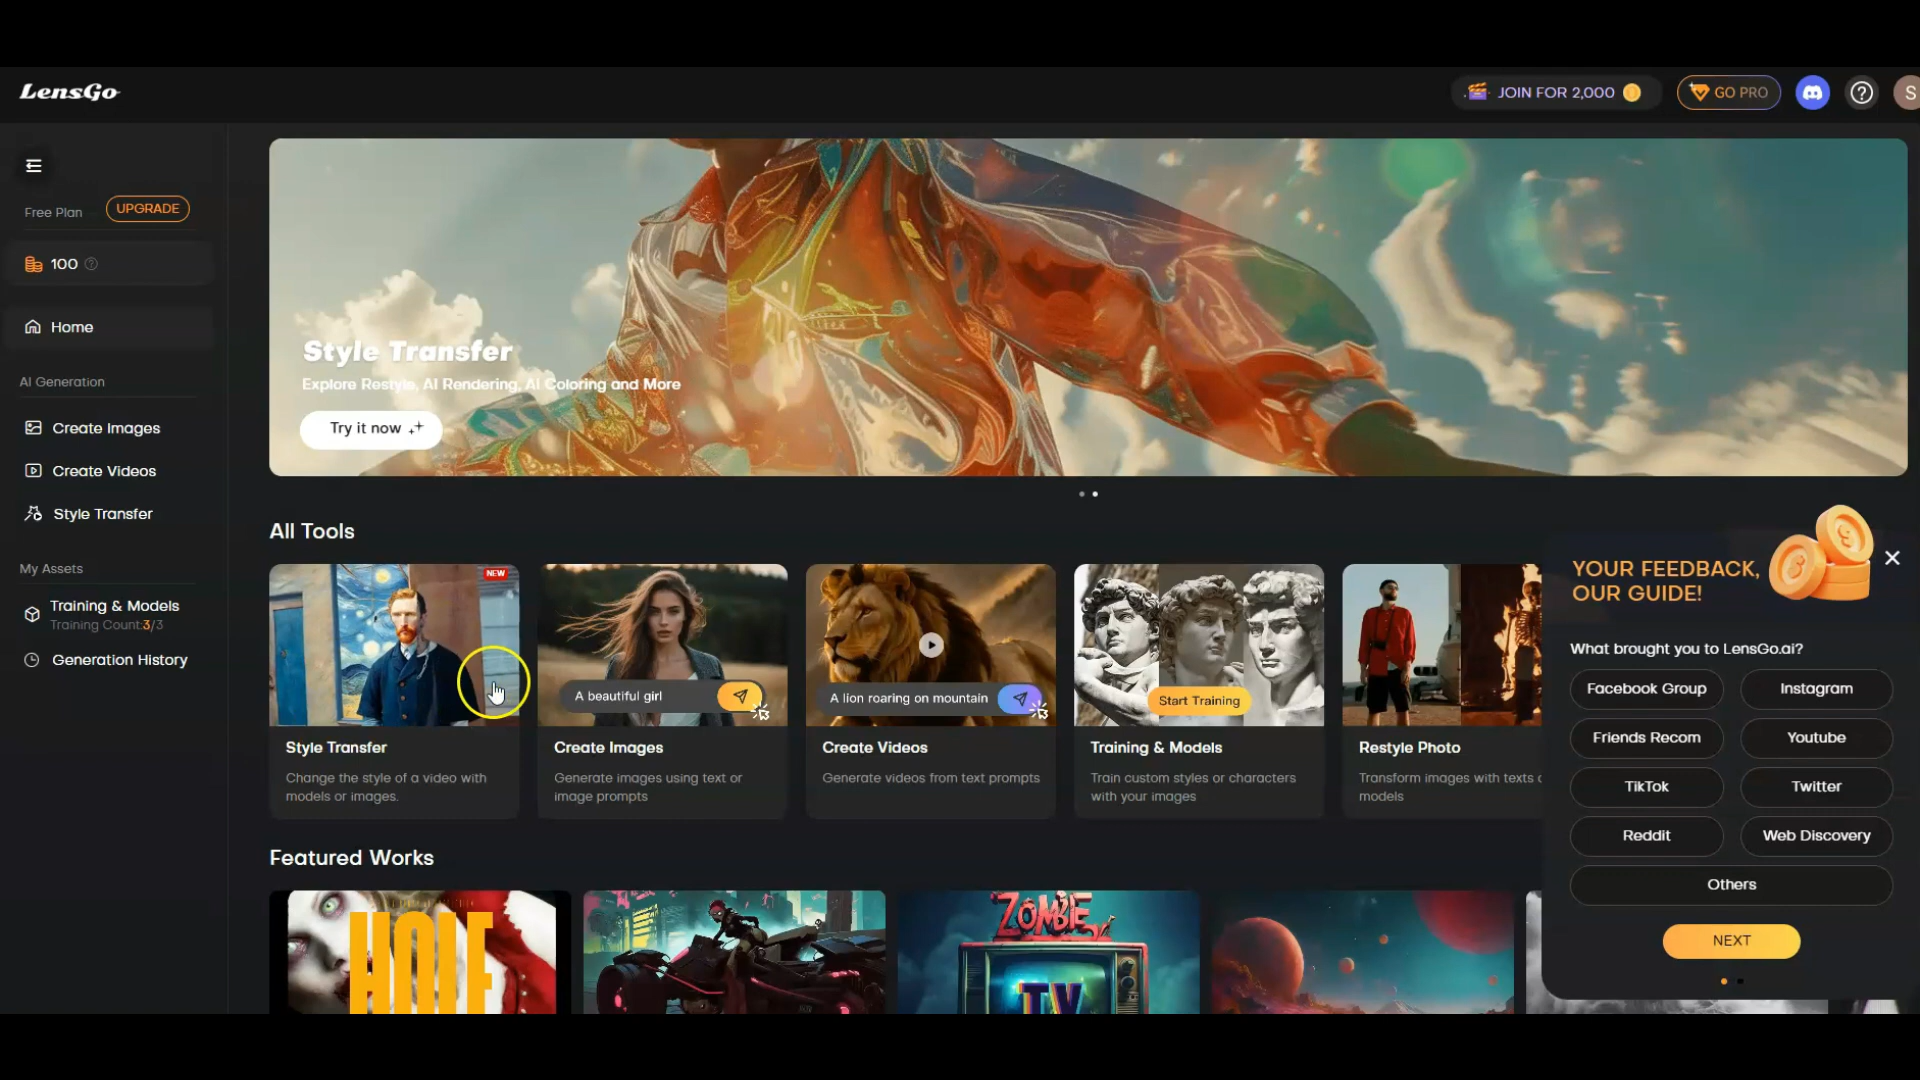 LensGo
JOIN FOR 2,000
GO PRO
S
Free Plan
UPGRADE
100
Home
AI Generation
Create Images
Create Videos
Style Transfer
My Assets
Training & Models
Training Count:3/3
Generation History
Style Transfer
Explore Restyle, AI Rendering, AI Coloring and More
Try it now
All Tools
NEW
Style Transfer
Change the style of a video with
models or images.
A beautiful girl
Create Images
Generate images using text or
image prompts
A lion roaring on mountain
Create Videos
Generate videos from text prompts
Start Training
Training & Models
Train custom styles or characters
with your images
Restyle Photo
Transform images with texts
models
Featured Works
HOLE
ZOMBIE
TV
YOUR FEEDBACK,
OUR GUIDE!
What brought you to LensGo.ai?
Facebook Group
Instagram
Friends Recom
Youtube
TikTok
Twitter
Reddit
Web Discovery
Others
NEXT